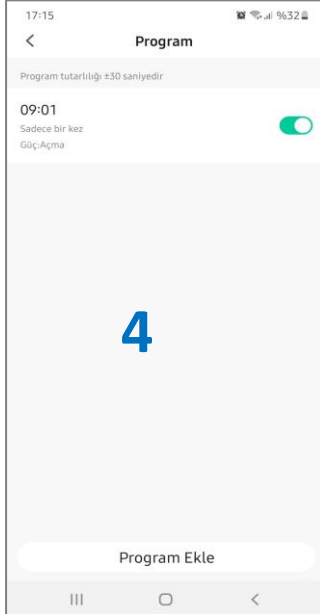 17:15 %32
Program
Program tutarlılığı ±30 saniyedir
09:01
Sadece bir kez
Güç:Açma
4
Program Ekle